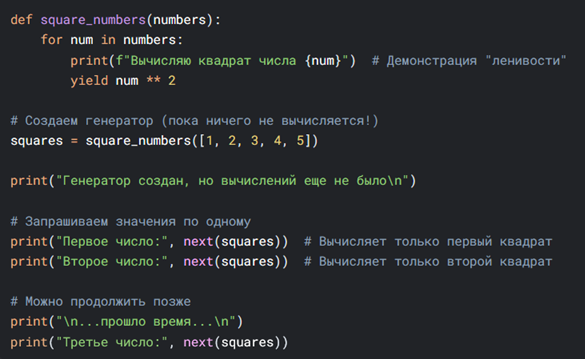 def square_numbers(numbers):
    for num in numbers:
        print(f"Вычисляю квадрат числа {num}")  # Демонстрация "ленивости"
        yield num ** 2

# Создаем генератор (пока ничего не вычисляется!)
squares = square_numbers([1, 2, 3, 4, 5])

print("Генератор создан, но вычислений еще не было\n")

# Запрашиваем значения по одному
print("Первое число:", next(squares))  # Вычисляет только первый квадрат
print("Второе число:", next(squares))  # Вычисляет только второй квадрат

# Можно продолжить позже
print("\n...прошло время...\n")
print("Третье число:", next(squares))